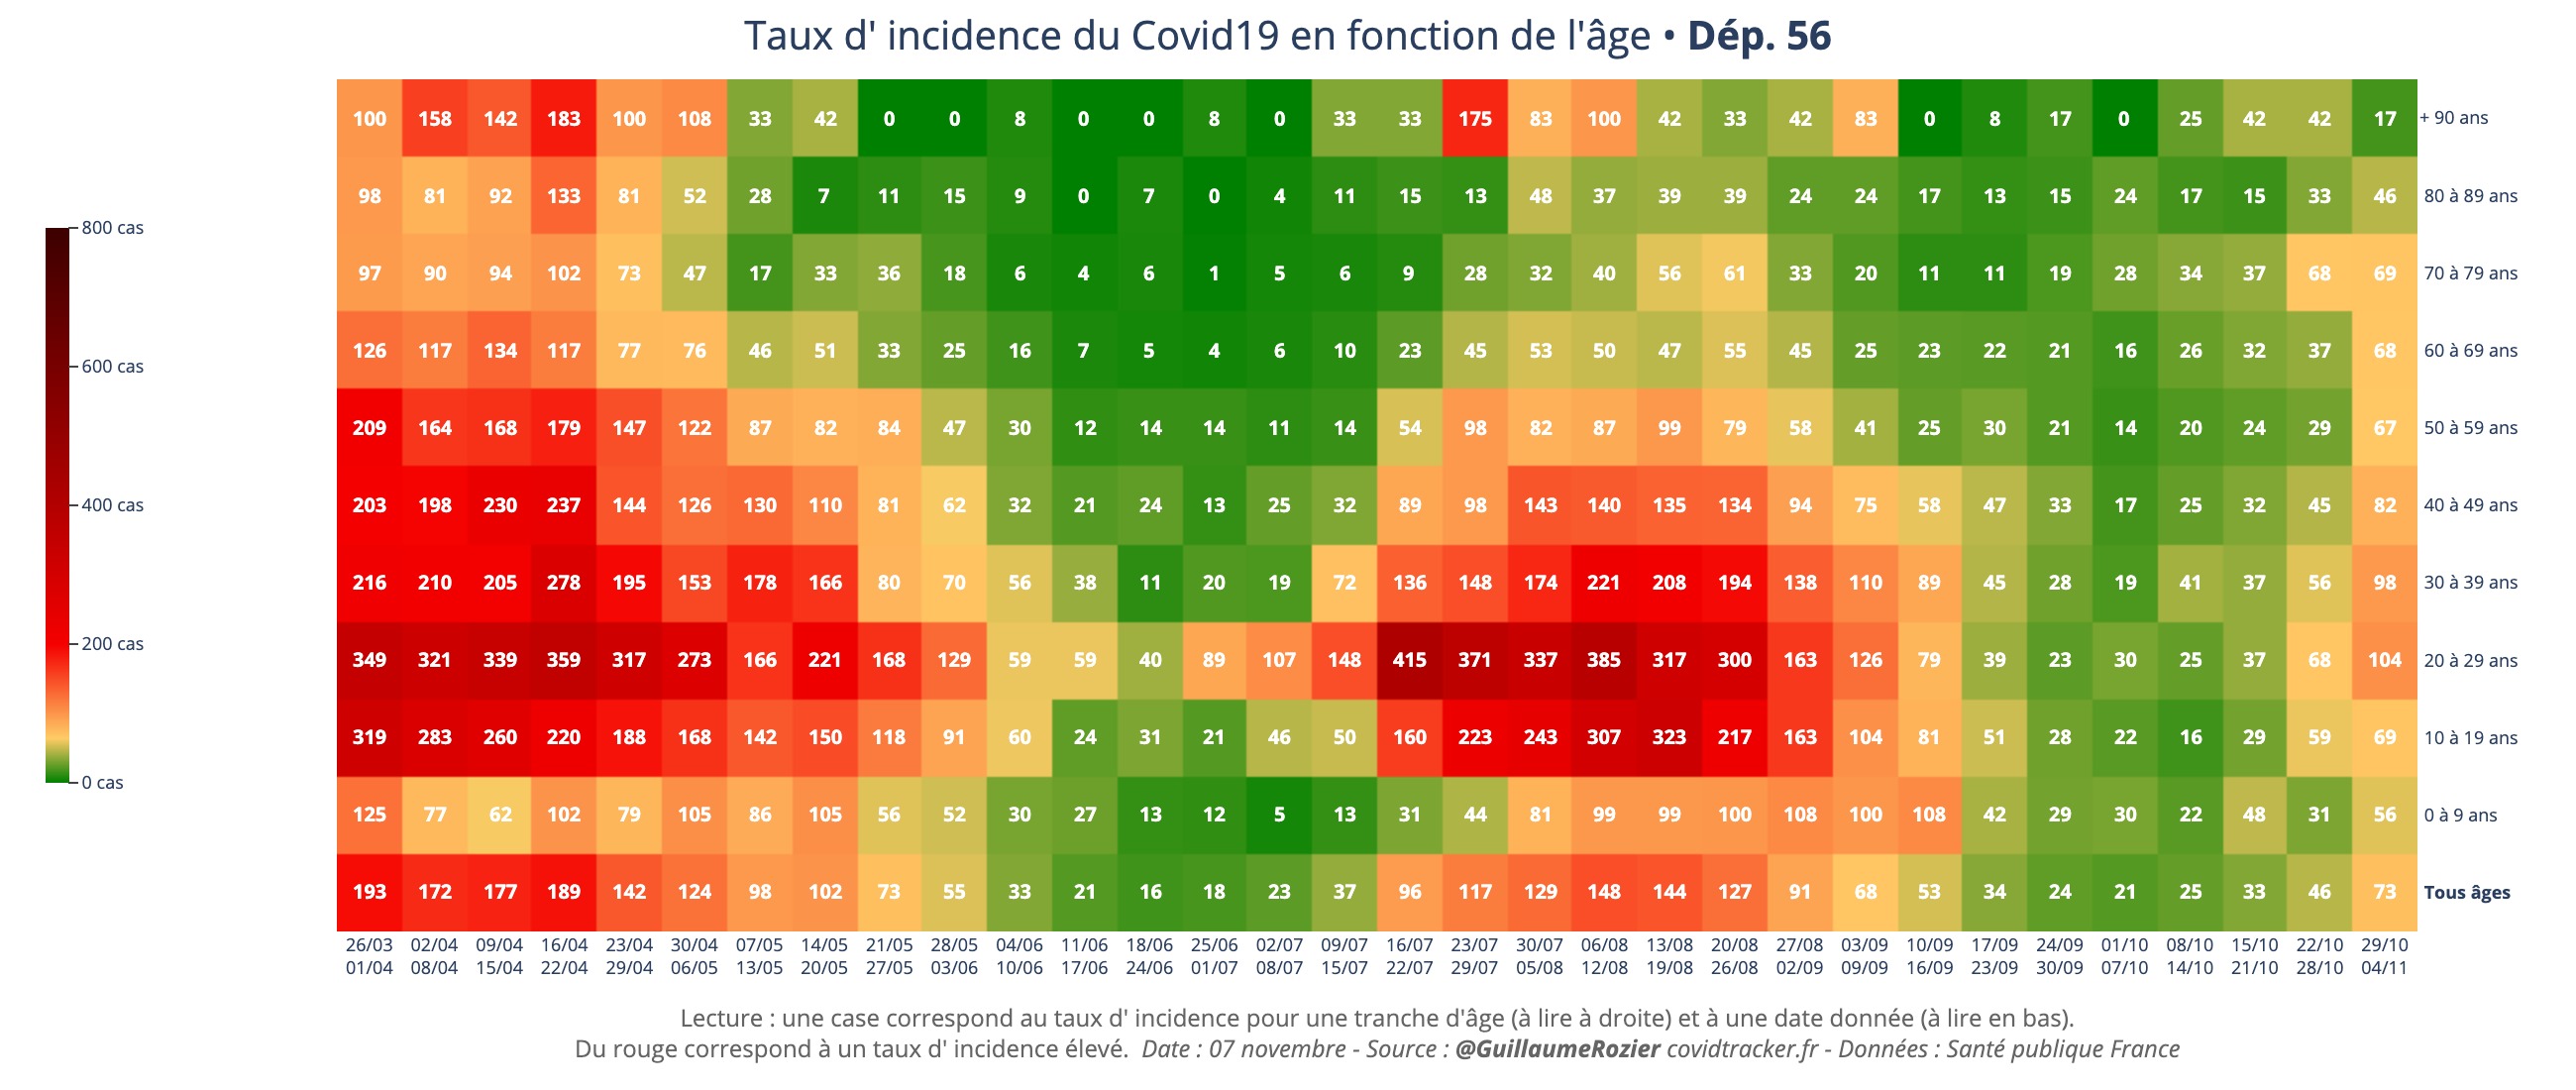 Taux d' incidence du Covid19 en fonction de l'âge • Dép. 56
800 cas
600 cas
400 cas
200 cas
0 cas
100 158 142 183 100 108 33 42 0 0 8 0 0 8 0 33 33 175 83 100 42 33 42 83 0 8 17 0 25 42 42 17 + 90 ans
98 81 92 133 81 52 28 7 11 15 9 0 7 0 4 11 15 13 48 37 39 39 24 24 17 13 15 24 17 15 33 46 80 à 89 ans
97 90 94 102 73 47 17 33 36 18 6 4 6 1 5 6 9 28 32 40 56 61 33 20 11 11 19 28 34 37 68 69 70 à 79 ans
126 117 134 117 77 76 46 51 33 25 16 7 5 4 6 10 23 45 53 50 47 55 45 25 23 22 21 16 26 32 37 68 60 à 69 ans
209 164 168 179 147 122 87 82 84 47 30 12 14 14 11 14 54 98 82 87 99 79 58 41 25 30 21 14 20 24 29 67 50 à 59 ans
203 198 230 237 144 126 130 110 81 62 32 21 24 13 25 32 89 98 143 140 135 134 94 75 58 47 33 17 25 32 45 82 40 à 49 ans
216 210 205 278 195 153 178 166 80 70 56 38 11 20 19 72 136 148 174 221 208 194 138 110 89 45 28 19 41 37 56 98 30 à 39 ans
349 321 339 359 317 273 166 221 168 129 59 59 40 89 107 148 415 371 337 385 317 300 163 126 79 39 23 30 25 37 68 104 20 à 29 ans
319 283 260 220 188 168 142 150 118 91 60 24 31 21 46 50 160 223 243 307 323 217 163 104 81 51 28 22 16 29 59 69 10 à 19 ans
125 77 62 102 79 105 86 105 56 52 30 27 13 12 5 13 31 44 81 99 99 100 108 100 108 42 29 30 22 48 31 56 0 à 9 ans
193 172 177 189 142 124 98 102 73 55 33 21 16 18 23 37 96 117 129 148 144 127 91 68 53 34 24 21 25 33 46 73 Tous âges
26/03 02/04 09/04 16/04 23/04 30/04 07/05 14/05 21/05 28/05 04/06 11/06 18/06 25/06 02/07 09/07 16/07 23/07 30/07 06/08 13/08 20/08 27/08 03/09 10/09 17/09 24/09 01/10 08/10 15/10 22/10 29/10
01/04 08/04 15/04 22/04 29/04 06/05 13/05 20/05 27/05 03/06 10/06 17/06 24/06 01/07 08/07 15/07 22/07 29/07 05/08 12/08 19/08 26/08 02/09 09/09 16/09 23/09 30/09 07/10 14/10 21/10 28/10 04/11
Lecture : une case correspond au taux d' incidence pour une tranche d'âge (à lire à droite) et à une date donnée (à lire en bas).
Du rouge correspond à un taux d' incidence élevé. Date : 07 novembre - Source : @GuillaumeRozier covidtracker.fr - Données : Santé publique France